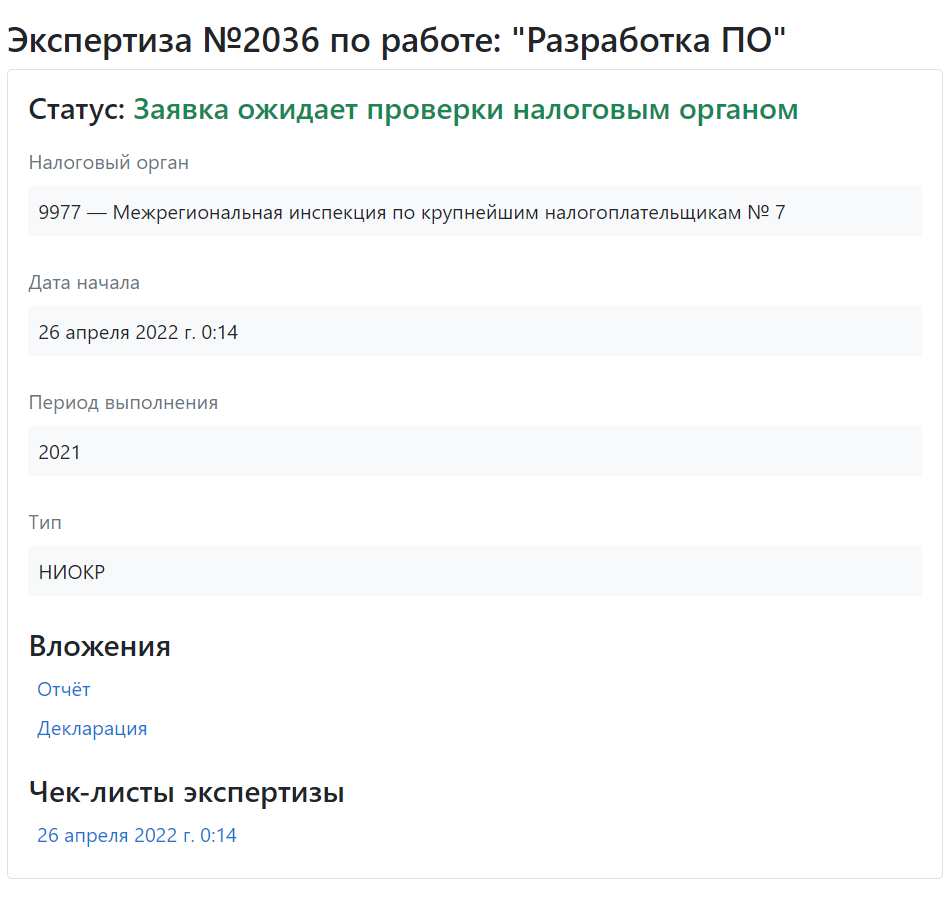 Экспертиза №2036 по работе: "Разработка ПО"
Статус: Заявка ожидает проверки налоговым органом
Налоговый орган
9977 — Межрегиональная инспекция по крупнейшим налогоплательщикам № 7
Дата начала
26 апреля 2022 г. 0:14
Период выполнения
2021
Тип
НИОКР
Вложения
Отчёт
Декларация
Чек-листы экспертизы
26 апреля 2022 г. 0:14